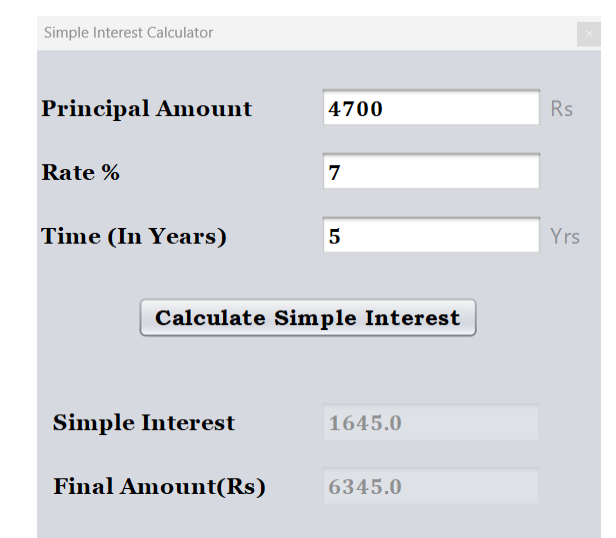 Simple Interest Calculator ×
Principal Amount 4700 Rs
Rate % 7
Time (In Years) 5 Yrs
Calculate Simple Interest
Simple Interest 1645.0
Final Amount(Rs) 6345.0